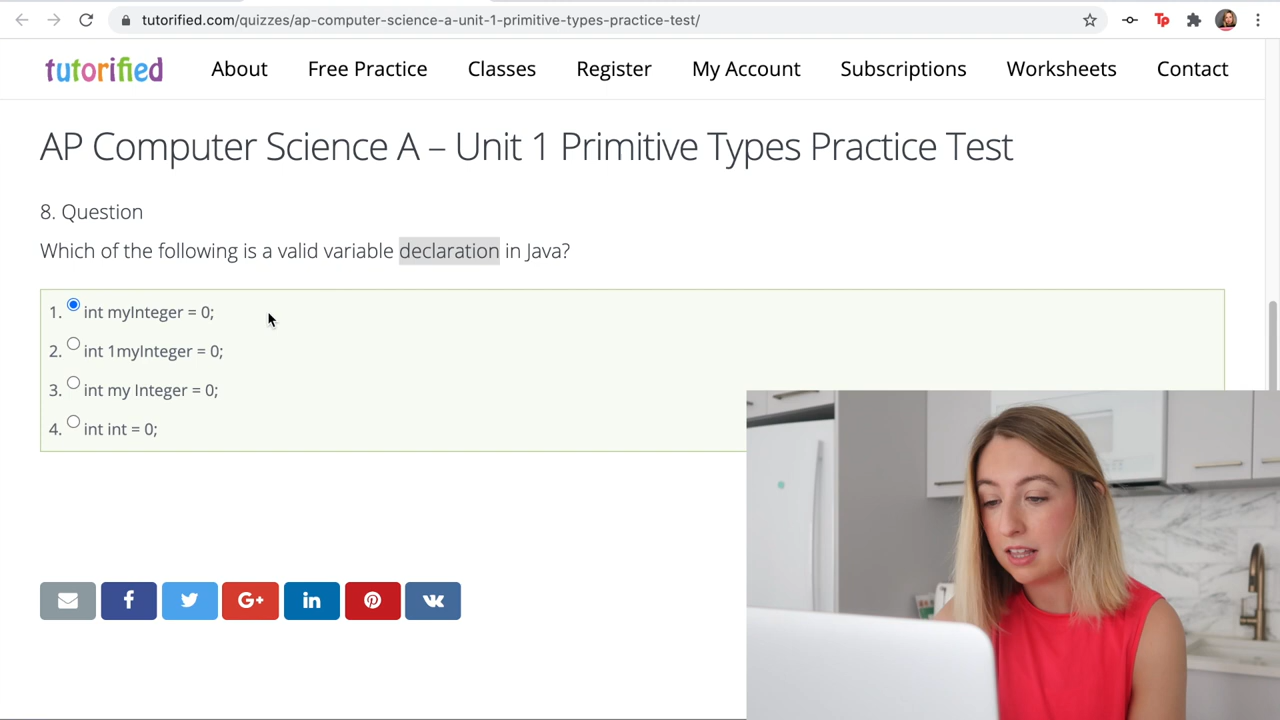 tutorified.com/quizzes/ap-computer-science-a-unit-1-primitive-types-practice-test/
Tp
tutorified About Free Practice Classes Register My Account Subscriptions Worksheets Contact
AP Computer Science A – Unit 1 Primitive Types Practice Test
8. Question
Which of the following is a valid variable declaration in Java?
1. int myInteger = 0;
2. int 1myInteger = 0;
3. int my Integer = 0;
4. int int = 0;
f G+ in